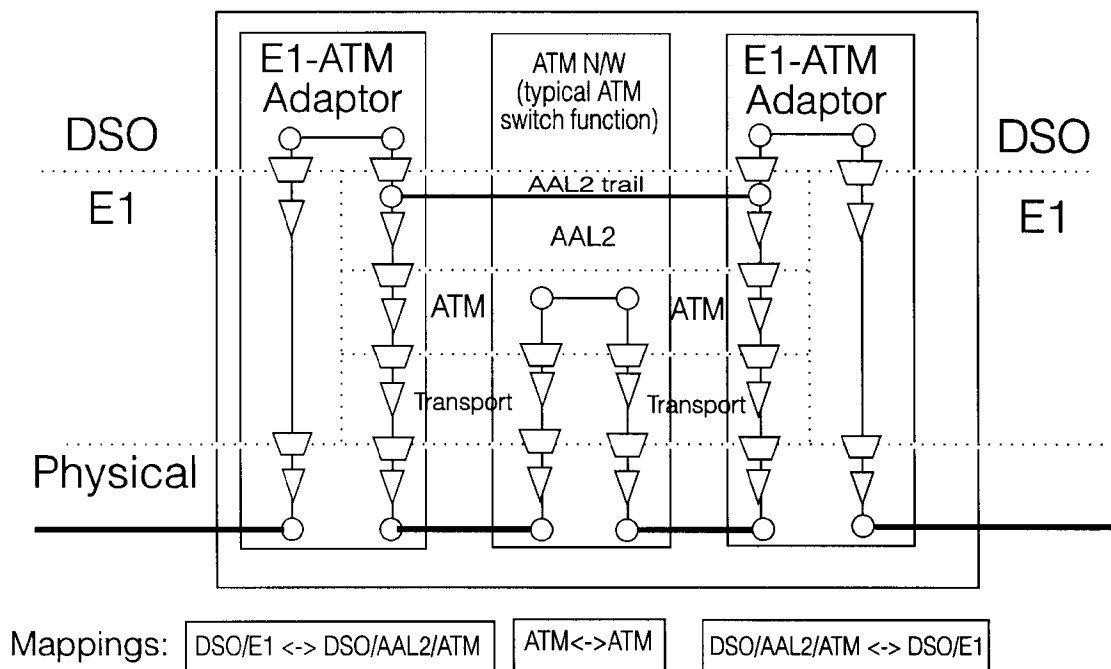 E1-ATM
Adaptor
ATM N/W
(typical ATM
switch function)
E1-ATM
Adaptor
DSO
DSO
AAL2 trail
E1
E1
AAL2
ATM
ATM
Transport
Transport
Physical
Mappings:
DSO/E1 <-> DSO/AAL2/ATM
ATM<->ATM
DSO/AAL2/ATM <-> DSO/E1